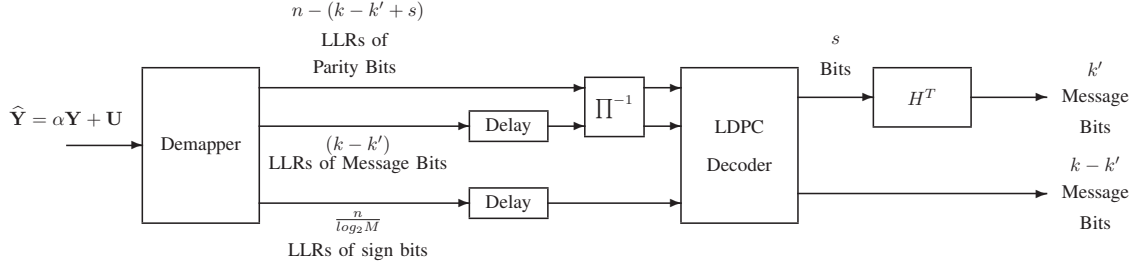 n − (k − k′ + s)
LLRs of
Parity Bits
Ŷ = αY + U
Demapper
(k − k′)
LLRs of Message Bits
n/log₂M
LLRs of sign bits
Delay
Delay
∏⁻¹
LDPC
Decoder
s
Bits
Hᵀ
k′
Message
Bits
k − k′
Message
Bits